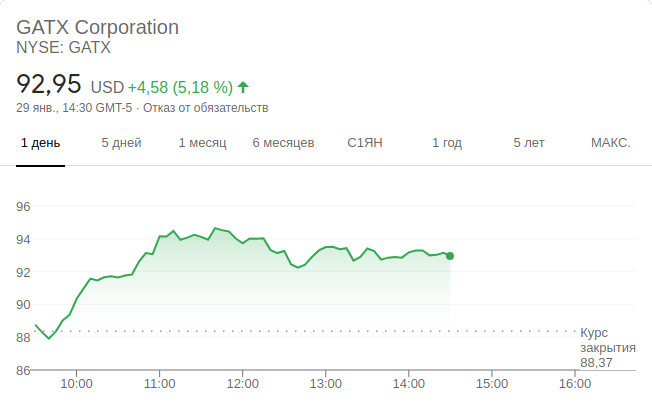 GATX Corporation
NYSE: GATX
92,95 USD +4,58 (5,18 %)
29 янв., 14:30 GMT-5 · Отказ от обязательств
1 день 5 дней 1 месяц 6 месяцев С1ЯН 1 год 5 лет МАКС.
96
94
92
90
88
86
Курс
закрытия
88,37
10:00 11:00 12:00 13:00 14:00 15:00 16:00